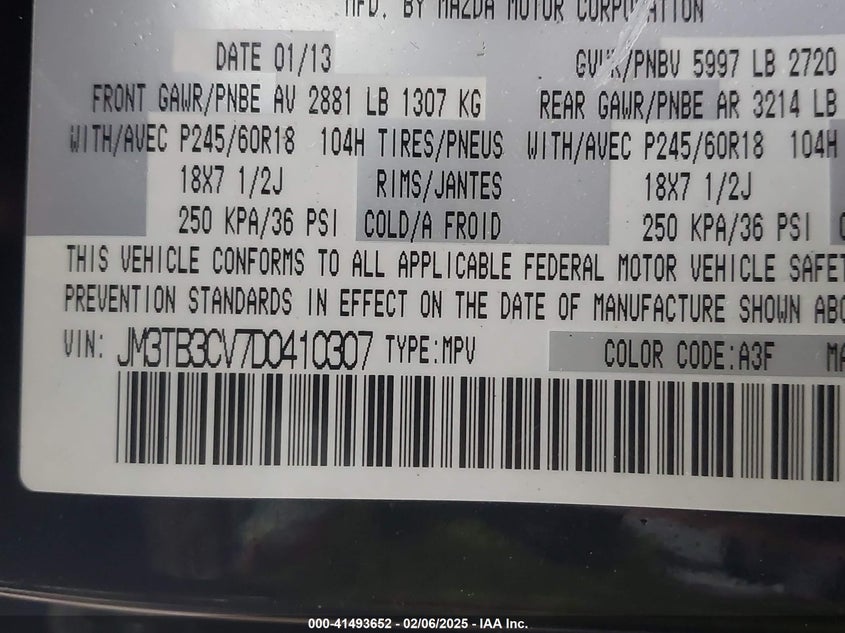 MFD. BY MAZDA MOTOR CORPORATION
DATE 01/13 GVWR/PNBV 5997 LB 2720
FRONT GAWR/PNBE AV 2881 LB 1307 KG REAR GAWR/PNBE AR 3214 LB
WITH/AVEC P245/60R18 104H TIRES/PNEUS WITH/AVEC P245/60R18 104H
18X7 1/2J RIMS/JANTES 18X7 1/2J
250 KPA/36 PSI COLD/A FROID 250 KPA/36 PSI
THIS VEHICLE CONFORMS TO ALL APPLICABLE FEDERAL MOTOR VEHICLE SAFET
PREVENTION STANDARDS IN EFFECT ON THE DATE OF MANUFACTURE SHOWN ABO
VIN: JM3TB3CV7D0410307 TYPE:MPV COLOR CODE:A3F MA
000-41493652 - 02/06/2025 - IAA Inc.